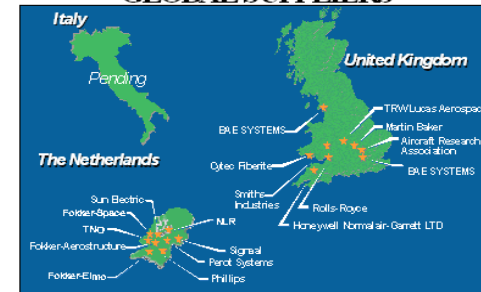 GLOBAL SUPPLIERS
Italy
Pending
United Kingdom
TRW Lucas Aerospac
Martin Baker
Aircraft Research
Association
BAE SYSTEMS
BAE SYSTEMS
Cytec Fiberite
Smiths
Industries
Rolls-Royce
Honeywell Normalair-Garrett LTD
The Netherlands
Sun Electric
Fokker-Space
TNO
Fokker-Aerostructure
Fokker-Elmo
NLR
Signaal
Perot Systems
Phillips